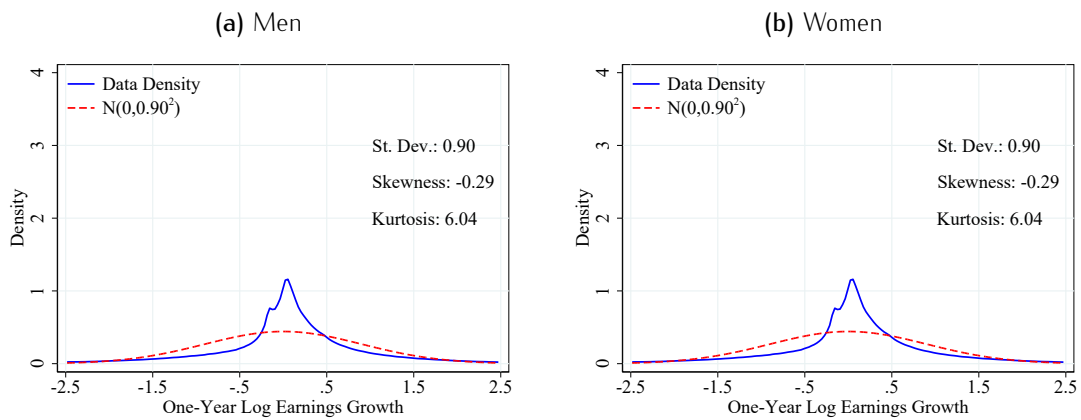 (a) Men
Data Density
N(0,0.90²)
St. Dev.: 0.90
Skewness: -0.29
Kurtosis: 6.04
Density
0
1
2
3
4
-2.5
-1.5
-.5
.5
1.5
2.5
One-Year Log Earnings Growth
(b) Women
Data Density
N(0,0.90²)
St. Dev.: 0.90
Skewness: -0.29
Kurtosis: 6.04
Density
0
1
2
3
4
-2.5
-1.5
-.5
.5
1.5
2.5
One-Year Log Earnings Growth